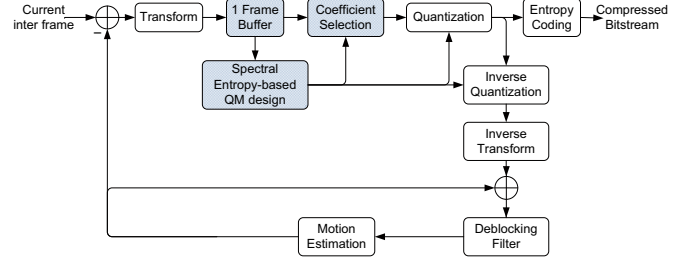 Current
inter frame
−
Transform
1 Frame
Buffer
Coefficient
Selection
Quantization
Entropy
Coding
Compressed
Bitstream
Spectral
Entropy-based
QM design
Inverse
Quantization
Inverse
Transform
Motion
Estimation
Deblocking
Filter